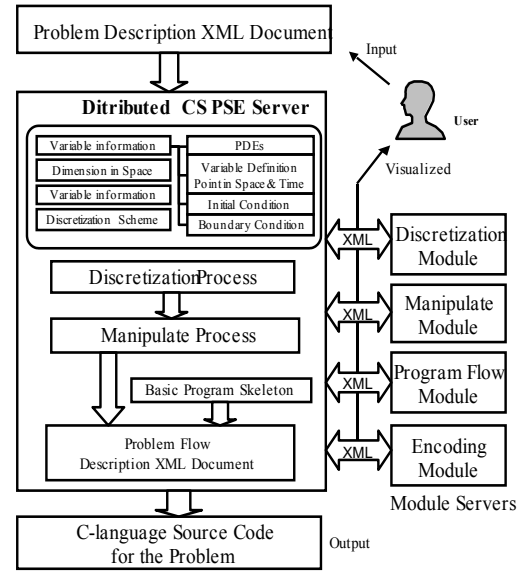 Problem Description XML Document
Input
User
Visualized
Ditributed CS PSE Server
Variable information
Dimension in Space
Variable information
Discretization Scheme
PDEs
Variable Definition
Point in Space & Time
Initial Condition
Boundary Condition
XML
Discretization
Module
Discretization Process
XML
Manipulate
Module
Manipulate Process
XML
Program Flow
Module
Basic Program Skeleton
Problem Flow
Description XML Document
XML
Encoding
Module
Module Servers
C-language Source Code
for the Problem
Output